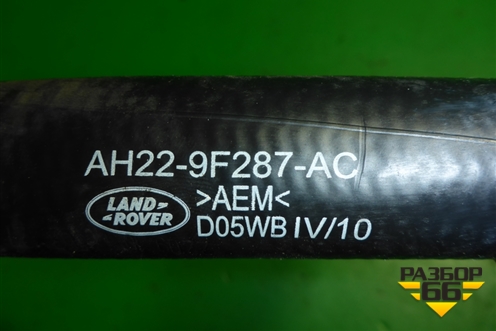 AH22-9F287-AC
LAND-
ROVER
>AEM<
D05WB IV/10
РАЗБОР
66